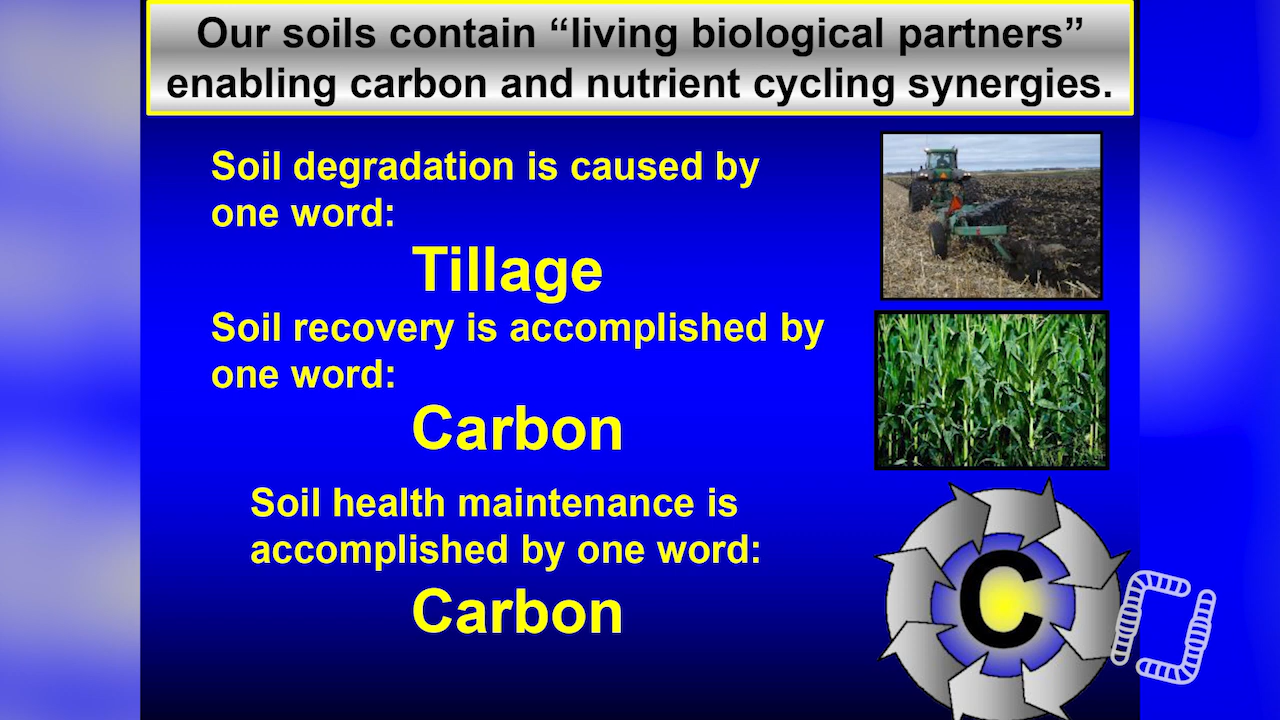 Our soils contain “living biological partners”
enabling carbon and nutrient cycling synergies.
Soil degradation is caused by
one word:
Tillage
Soil recovery is accomplished by
one word:
Carbon
Soil health maintenance is
accomplished by one word:
Carbon
C